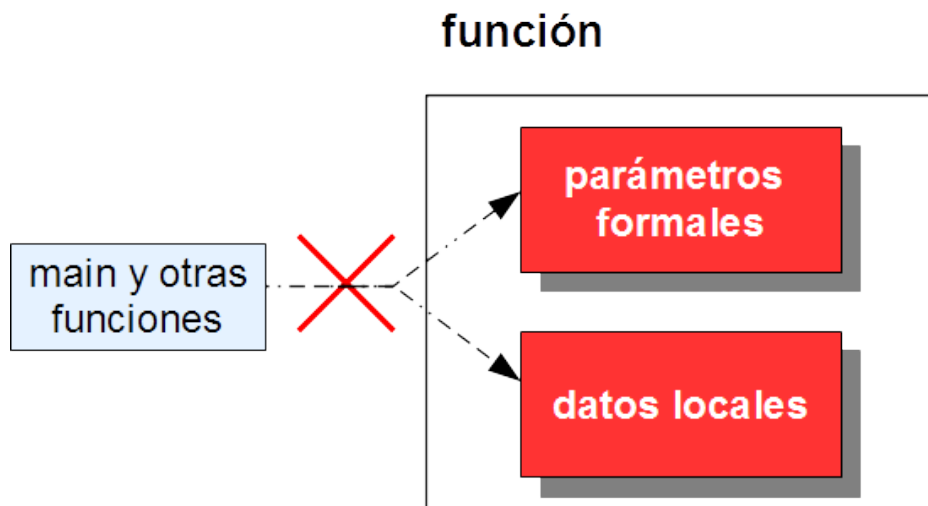 función
parámetros
formales
main y otras
funciones
datos locales